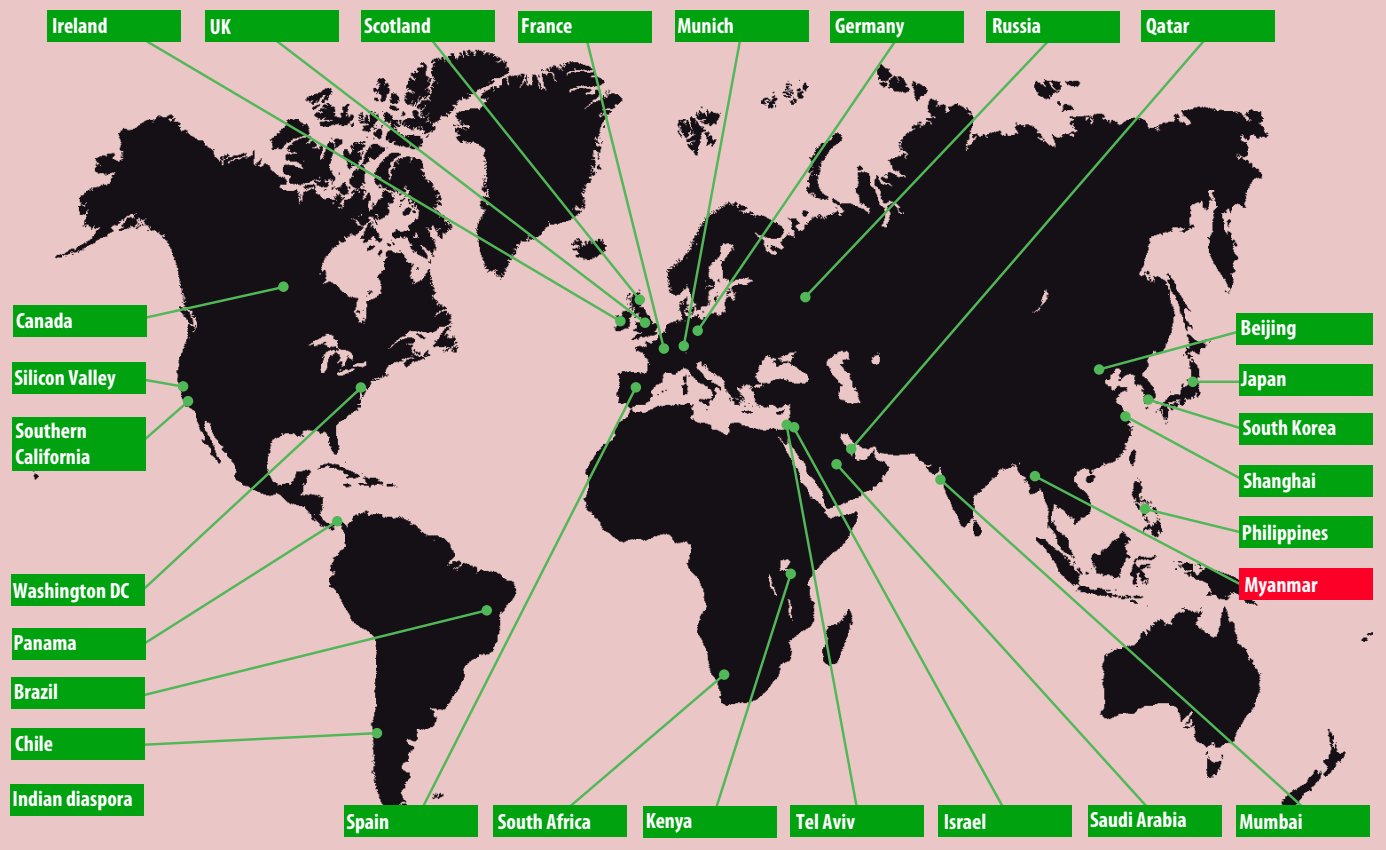 Ireland
UK
Scotland
France
Munich
Germany
Russia
Qatar
Canada
Silicon Valley
Southern
California
Washington DC
Panama
Brazil
Chile
Indian diaspora
Beijing
Japan
South Korea
Shanghai
Philippines
Myanmar
Spain
South Africa
Kenya
Tel Aviv
Israel
Saudi Arabia
Mumbai